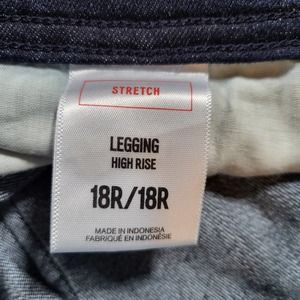 STRETCH
LEGGING
HIGH RISE
18R/18R
MADE IN INDONESIA
FABRIQUÉ EN INDONÉSIE